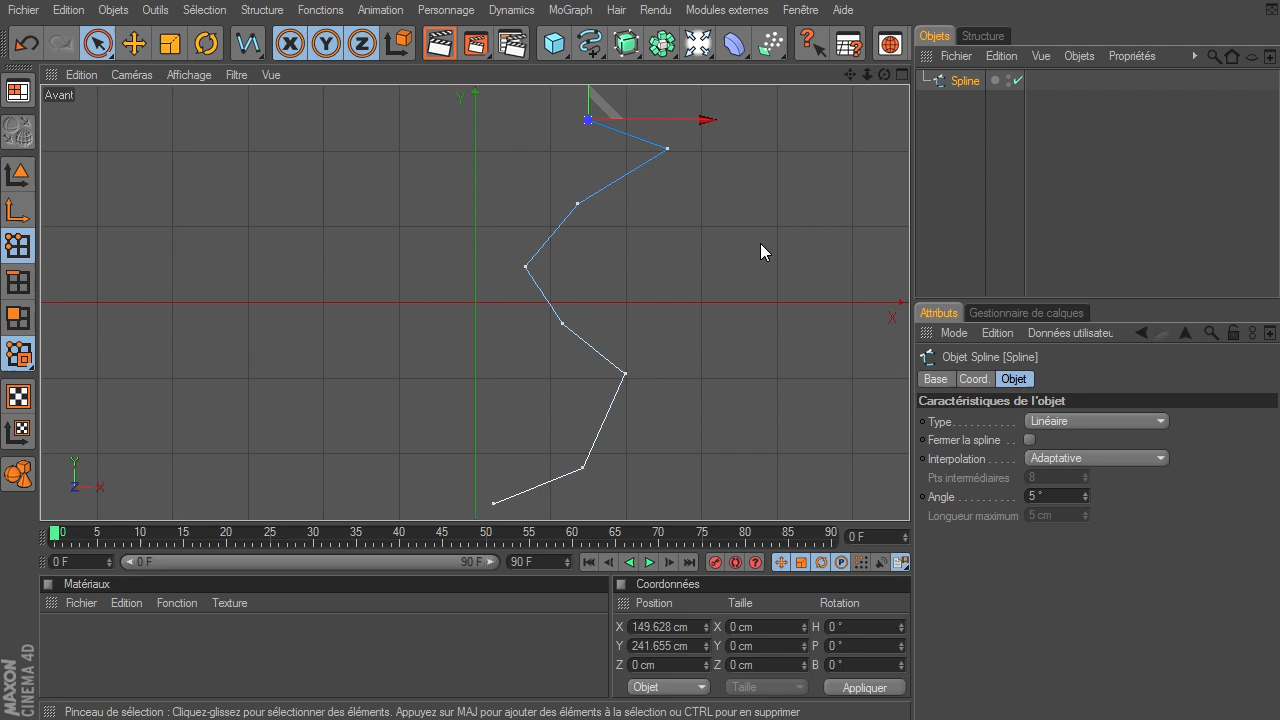 Fichier Edition Objets Outils Sélection Structure Fonctions Animation Personnage Dynamics MoGraph Hair Rendu Modules externes Fenêtre Aide
Edition Caméras Affichage Filtre Vue
Avant
Y
X
Y
Z X
0 5 10 15 20 25 30 35 40 45 50 55 60 65 70 75 80 85 90 0 F
0 F 0 F 90 F 90 F
Matériaux
Fichier Edition Fonction Texture
Coordonnées
Position Taille Rotation
X 149.628 cm X 0 cm H 0 °
Y 241.655 cm Y 0 cm P 0 °
Z 0 cm Z 0 cm B 0 °
Objet Taille Appliquer
Pinceau de sélection : Cliquez-glissez pour sélectionner des éléments. Appuyez sur MAJ pour ajouter des éléments à la sélection ou CTRL pour en supprimer
MAXON
CINEMA 4D
Objets Structure
Fichier Edition Vue Objets Propriétés
Spline
Attributs Gestionnaire de calques
Mode Edition Données utilisateu
Objet Spline [Spline]
Base Coord. Objet
Caractéristiques de l'objet
Type. . . . . . . . . . . Linéaire
Fermer la spline . .
Interpolation . . . . . Adaptative
Pts intermédiaires 8
Angle . . . . . . . . . . 5 °
Longueur maximum 5 cm